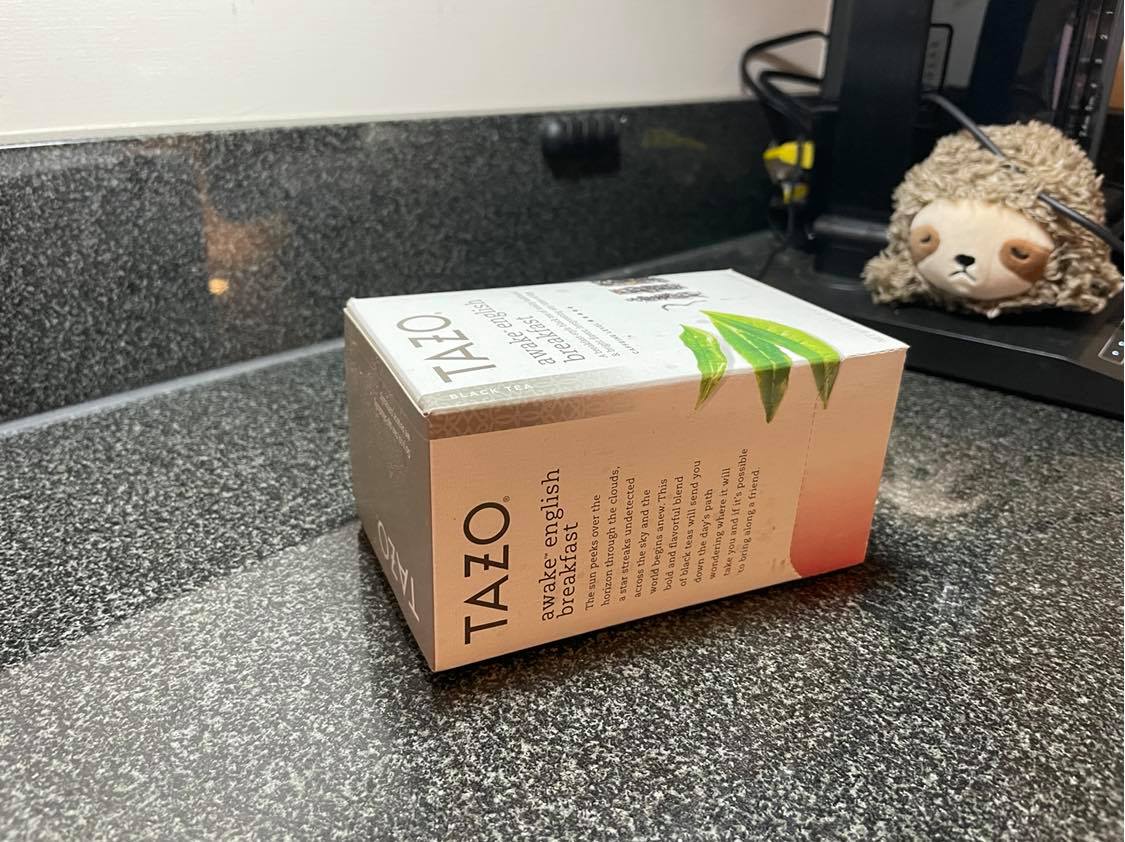 TAZO®
awake™ english
breakfast
The sun peeks over the
horizon through the clouds,
a star streaks undetected
across the sky and the
world begins anew. This
bold and flavorful blend
of black teas will send you
down the day's path
wondering where it will
take you and if it's possible
to bring along a friend.
TAZO
awake english
breakfast
BLACK TEA
TAZO